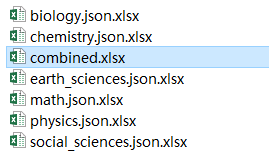 biology.json.xlsx
chemistry.json.xlsx
combined.xlsx
earth_sciences.json.xlsx
math.json.xlsx
physics.json.xlsx
social_sciences.json.xlsx